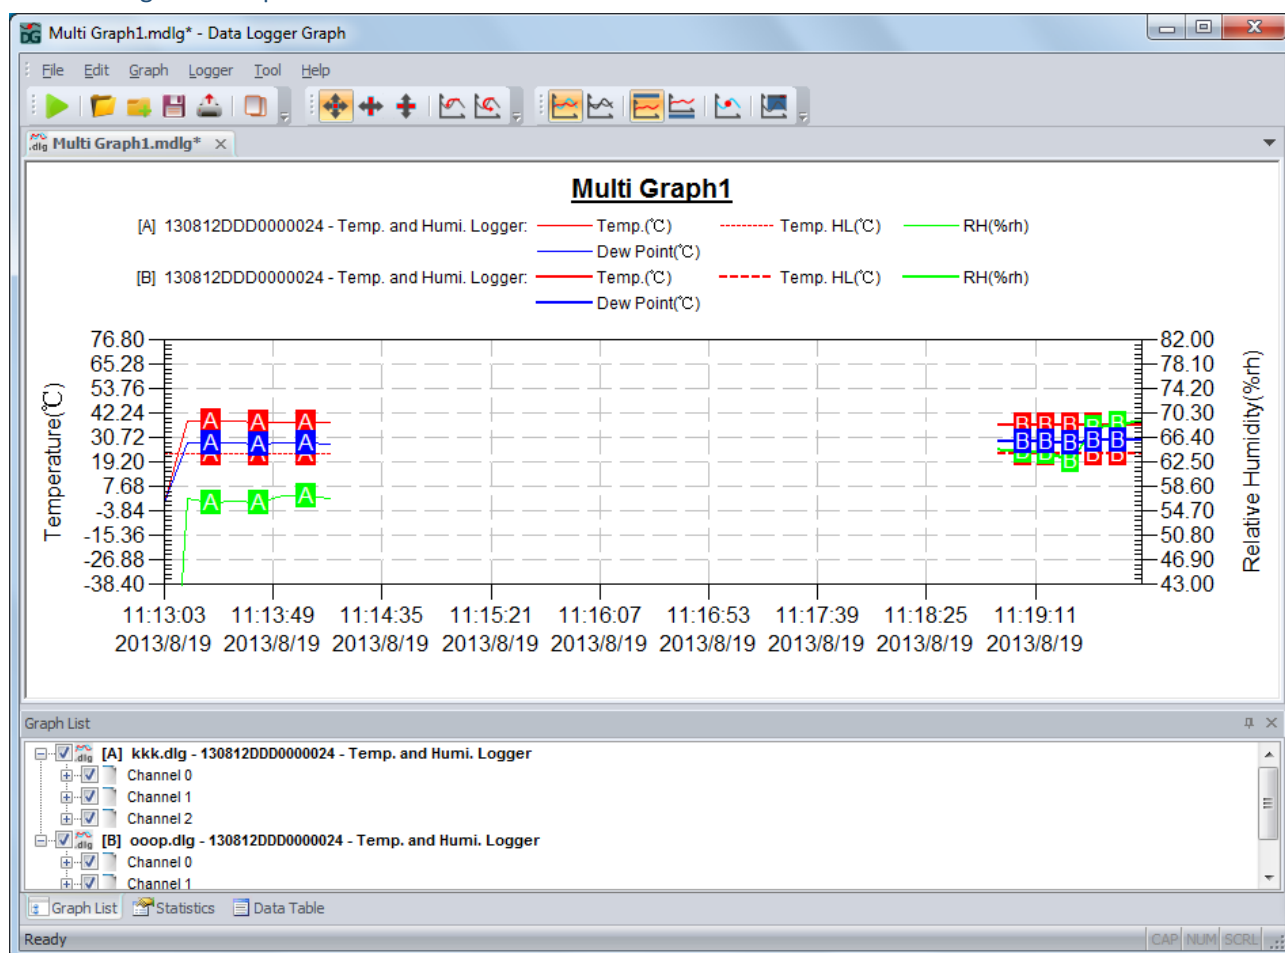 Multi Graph1.mdlg* - Data Logger Graph
File Edit Graph Logger Tool Help
Multi Graph1.mdlg*
Multi Graph1
[A] 130812DDD0000024 - Temp. and Humi. Logger: Temp.(℃) Temp. HL(℃) RH(%rh)
Dew Point(℃)
[B] 130812DDD0000024 - Temp. and Humi. Logger: Temp.(℃) Temp. HL(℃) RH(%rh)
Dew Point(℃)
Temperature(℃)
76.80
65.28
53.76
42.24
30.72
19.20
7.68
-3.84
-15.36
-26.88
-38.40
A A A
A A A
A A A
A A A
B B B B B
B B B B B
B B B B B
82.00
78.10
74.20
70.30
66.40
62.50
58.60
54.70
50.80
46.90
43.00
Relative Humidity(%rh)
11:13:03 11:13:49 11:14:35 11:15:21 11:16:07 11:16:53 11:17:39 11:18:25 11:19:11
2013/8/19 2013/8/19 2013/8/19 2013/8/19 2013/8/19 2013/8/19 2013/8/19 2013/8/19 2013/8/19
Graph List
[A] kkk.dlg - 130812DDD0000024 - Temp. and Humi. Logger
Channel 0
Channel 1
Channel 2
[B] ooop.dlg - 130812DDD0000024 - Temp. and Humi. Logger
Channel 0
Channel 1
Graph List Statistics Data Table
Ready CAP NUM SCRL